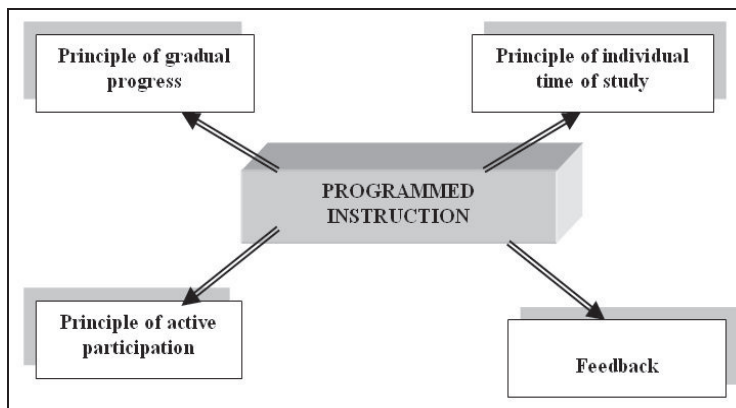 Principle of gradual
progress
Principle of individual
time of study
PROGRAMMED
INSTRUCTION
Principle of active
participation
Feedback